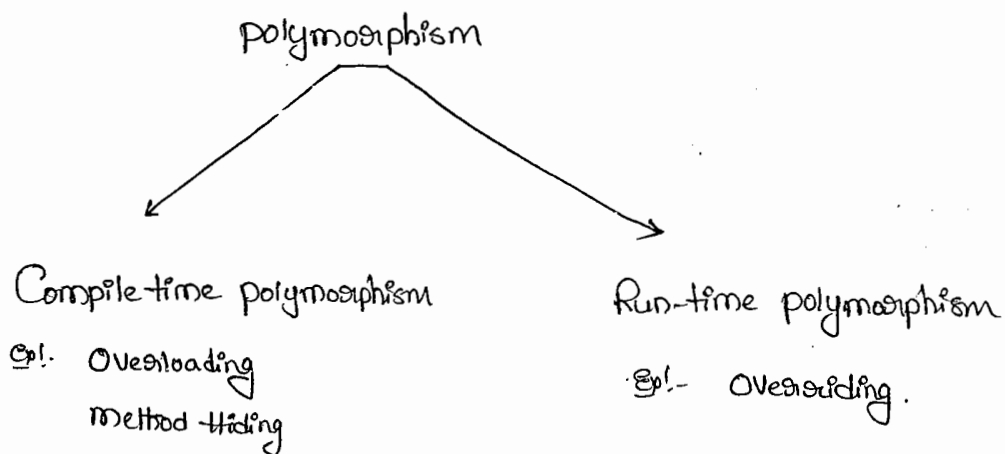 polymorphism
Compile-time polymorphism
Run-time polymorphism
Ex!. Overloading
Method Hiding
Ex!- Overriding.